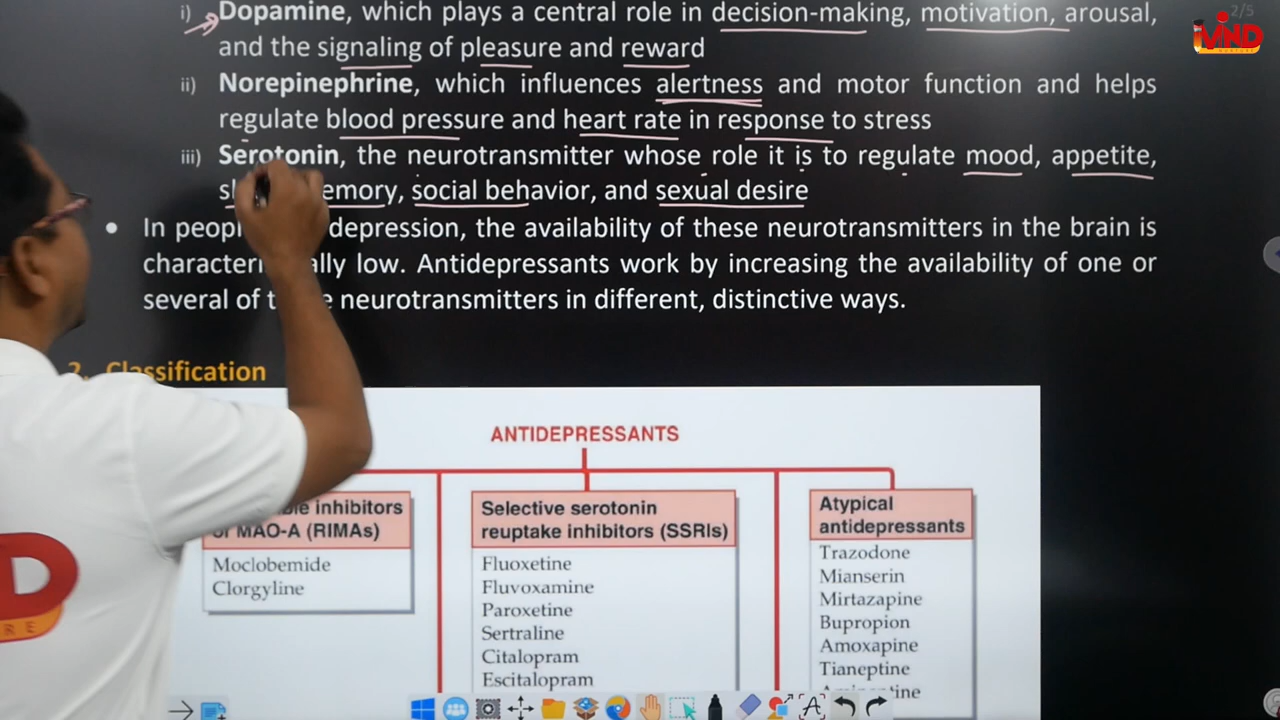 2/5
i) Dopamine, which plays a central role in decision-making, motivation, arousal,
and the signaling of pleasure and reward
ii) Norepinephrine, which influences alertness and motor function and helps
regulate blood pressure and heart rate in response to stress
iii) Serotonin, the neurotransmitter whose role it is to regulate mood, appetite,
social behavior, and sexual desire
• In depression, the availability of these neurotransmitters in the brain is
low. Antidepressants work by increasing the availability of one or
several of neurotransmitters in different, distinctive ways.
2. Classification
ANTIDEPRESSANTS
inhibitors
of MAO-A (RIMAs)
Moclobemide
Clorgyline
Selective serotonin
reuptake inhibitors (SSRIs)
Fluoxetine
Fluvoxamine
Paroxetine
Sertraline
Citalopram
Escitalopram
Atypical
antidepressants
Trazodone
Mianserin
Mirtazapine
Bupropion
Amoxapine
Tianeptine